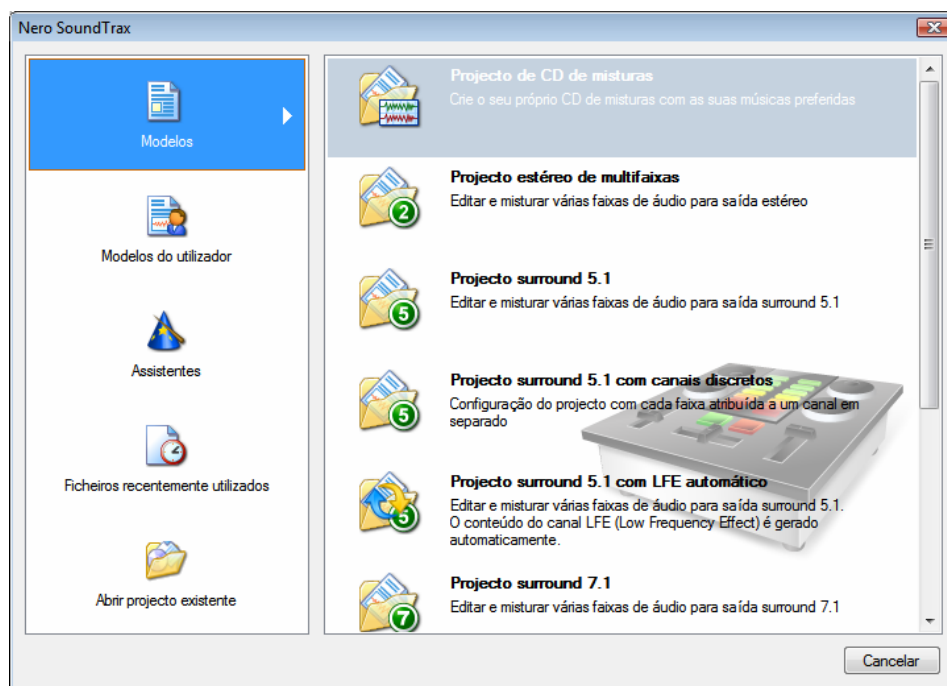 Nero SoundTrax
Modelos
Modelos do utilizador
Assistentes
Ficheiros recentemente utilizados
Abrir projecto existente
Projecto de CD de misturas
Crie o seu próprio CD de misturas com as suas músicas preferidas
2
Projecto estéreo de multifaixas
Editar e misturar várias faixas de áudio para saída estéreo
5
Projecto surround 5.1
Editar e misturar várias faixas de áudio para saída surround 5.1
5
Projecto surround 5.1 com canais discretos
Configuração do projecto com cada faixa atribuída a um canal em
separado
5
Projecto surround 5.1 com LFE automático
Editar e misturar várias faixas de áudio para saída surround 5.1.
O conteúdo do canal LFE (Low Frequency Effect) é gerado
automaticamente.
7
Projecto surround 7.1
Editar e misturar várias faixas de áudio para saída surround 7.1
Cancelar